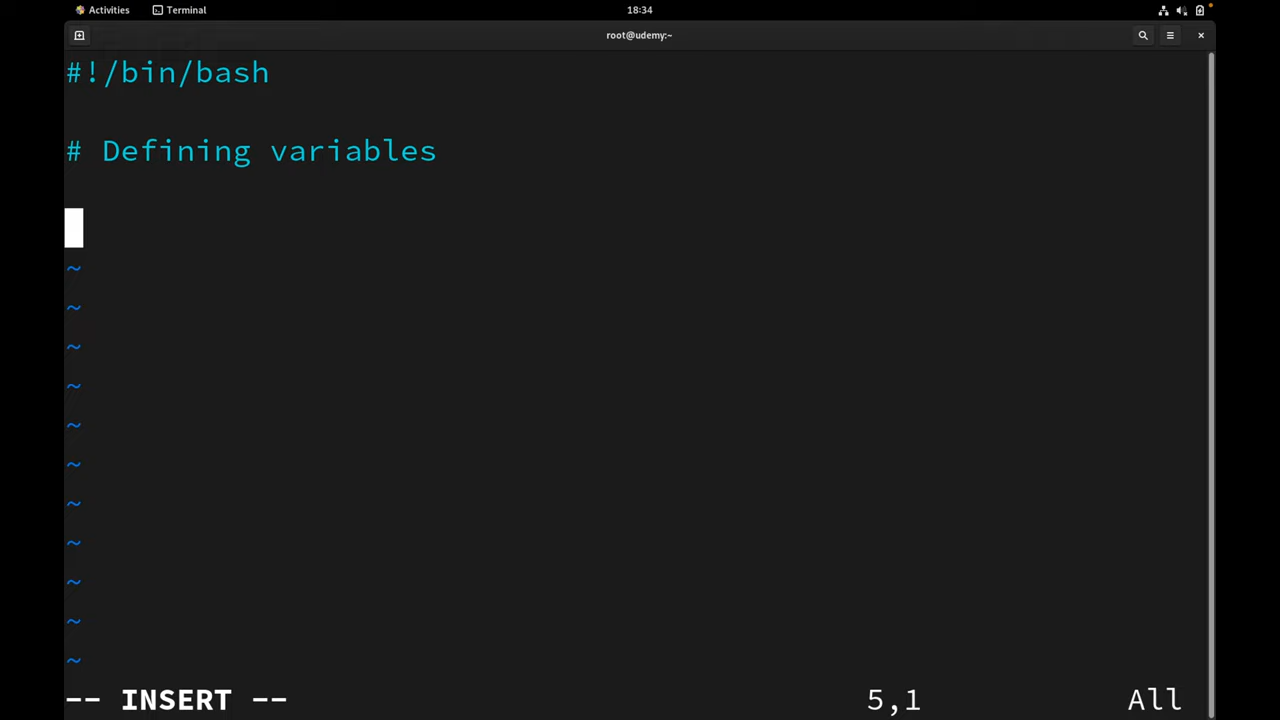 Activities Terminal 18:34
root@udemy:~
#!/bin/bash
# Defining variables
~
~
~
~
~
~
~
~
~
~
~
-- INSERT -- 5,1 All